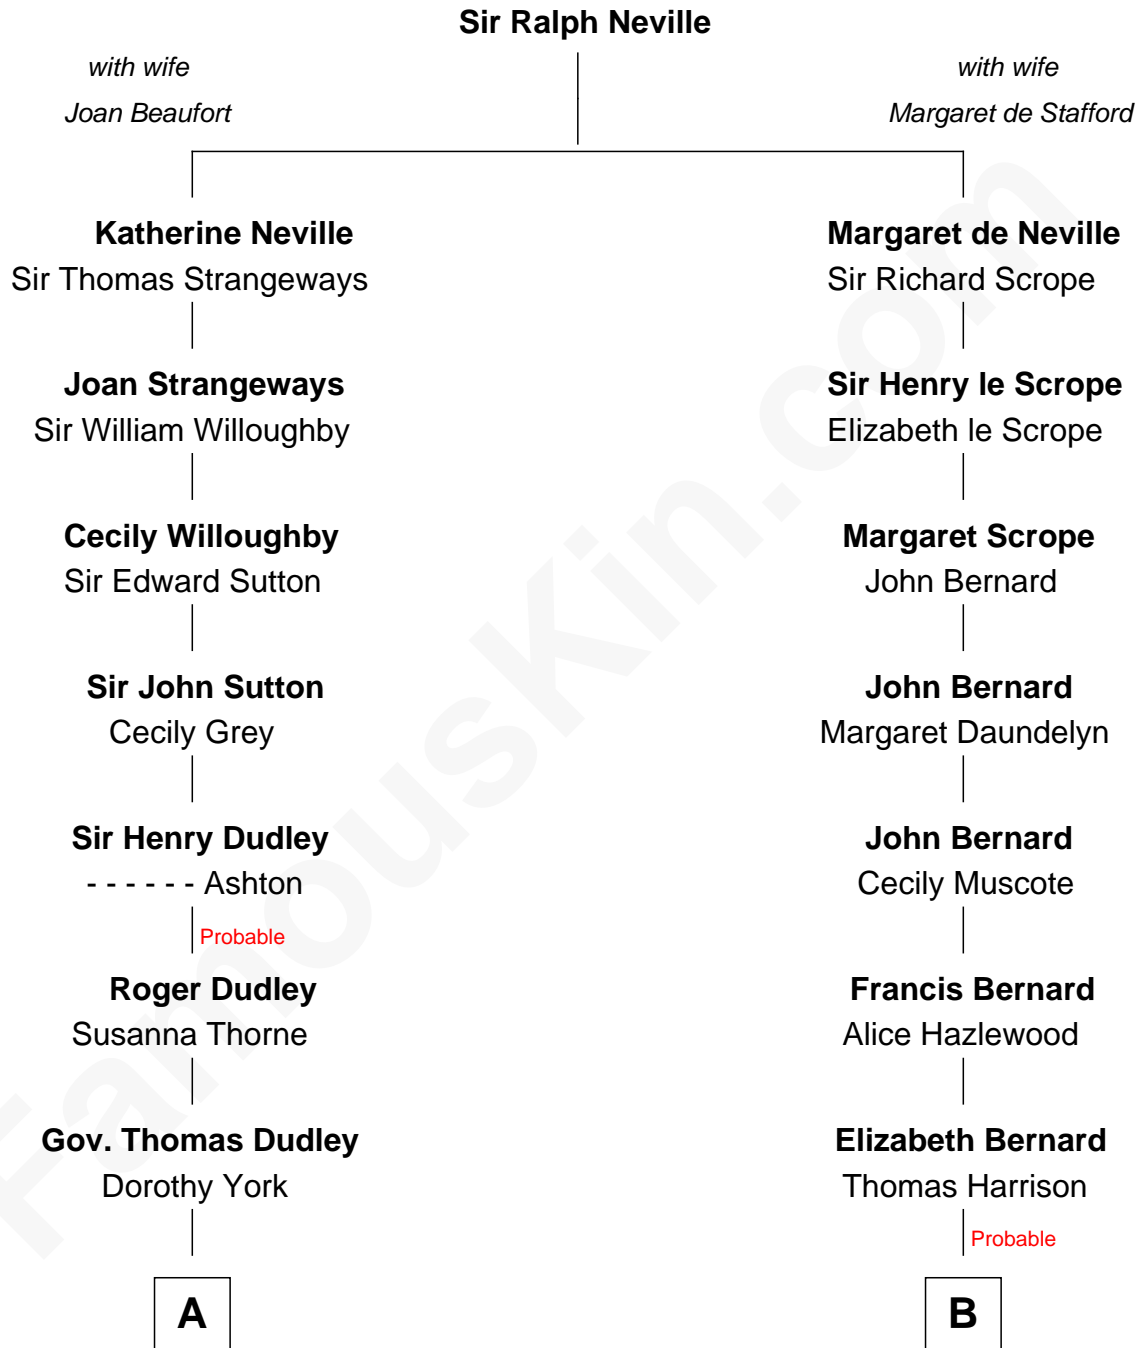 Sir Ralph Neville
with wife
Joan Beaufort
with wife
Margaret de Stafford
Katherine Neville
Sir Thomas Strangeways
Joan Strangeways
Sir William Willoughby
Cecily Willoughby
Sir Edward Sutton
Sir John Sutton
Cecily Grey
Sir Henry Dudley
- - - - - - Ashton
Probable
Roger Dudley
Susanna Thorne
Gov. Thomas Dudley
Dorothy York
A
Margaret de Neville
Sir Richard Scrope
Sir Henry le Scrope
Elizabeth le Scrope
Margaret Scrope
John Bernard
John Bernard
Margaret Daundelyn
John Bernard
Cecily Muscote
Francis Bernard
Alice Hazlewood
Elizabeth Bernard
Thomas Harrison
Probable
B
FamousKin.com